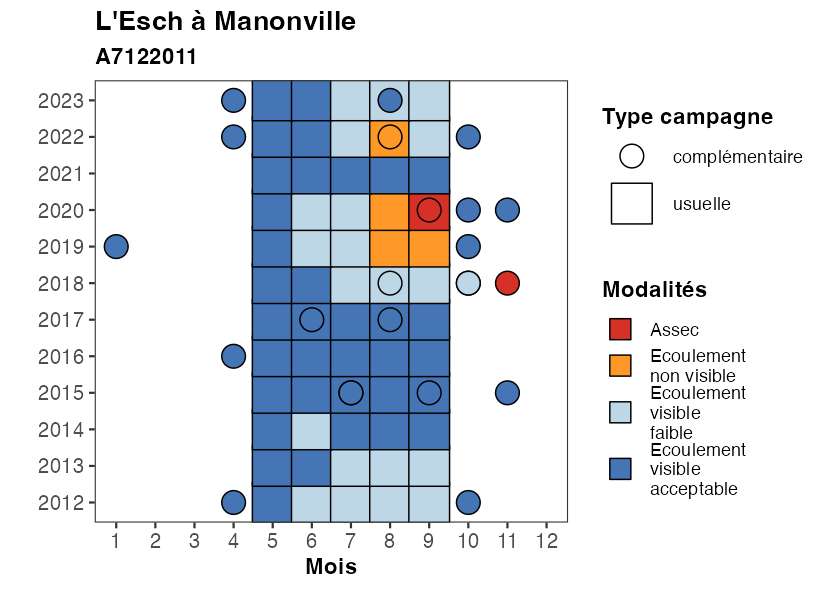 L'Esch à Manonville
A7122011
2023
2022
2021
2020
2019
2018
2017
2016
2015
2014
2013
2012
1 2 3 4 5 6 7 8 9 10 11 12
Mois
Type campagne
complémentaire
usuelle
Modalités
Assec
Ecoulement
non visible
Ecoulement
visible
faible
Ecoulement
visible
acceptable